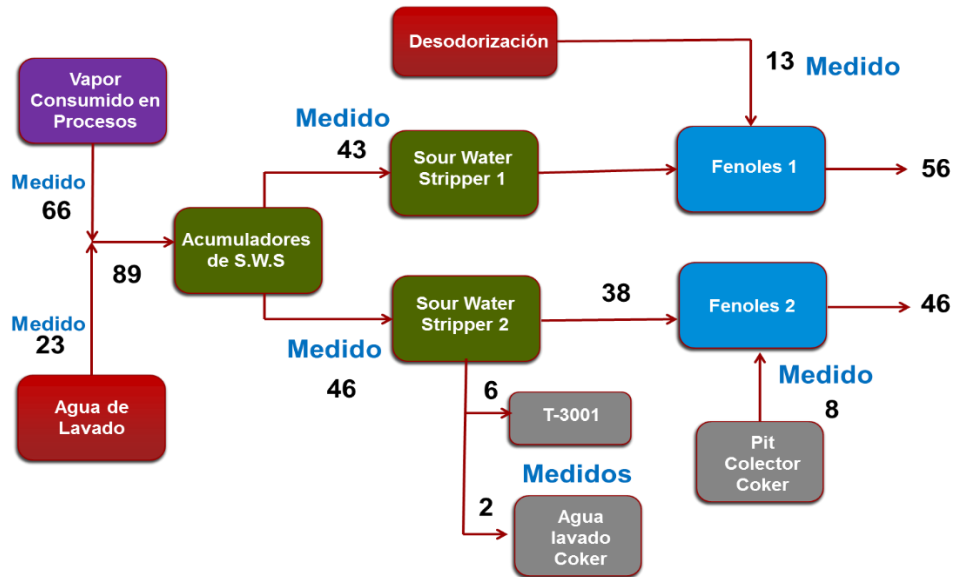 Desodorización
13 Medido
Vapor
Consumido en
Procesos
Medido
43
Sour Water
Stripper 1
Fenoles 1
56
Medido
66
Acumuladores
de S.W.S
89
38
Sour Water
Stripper 2
Fenoles 2
46
Medido
23
Medido
46
Medido
8
6
T-3001
Agua de
Lavado
Medidos
Pit
Colector
Coker
2
Agua
lavado
Coker